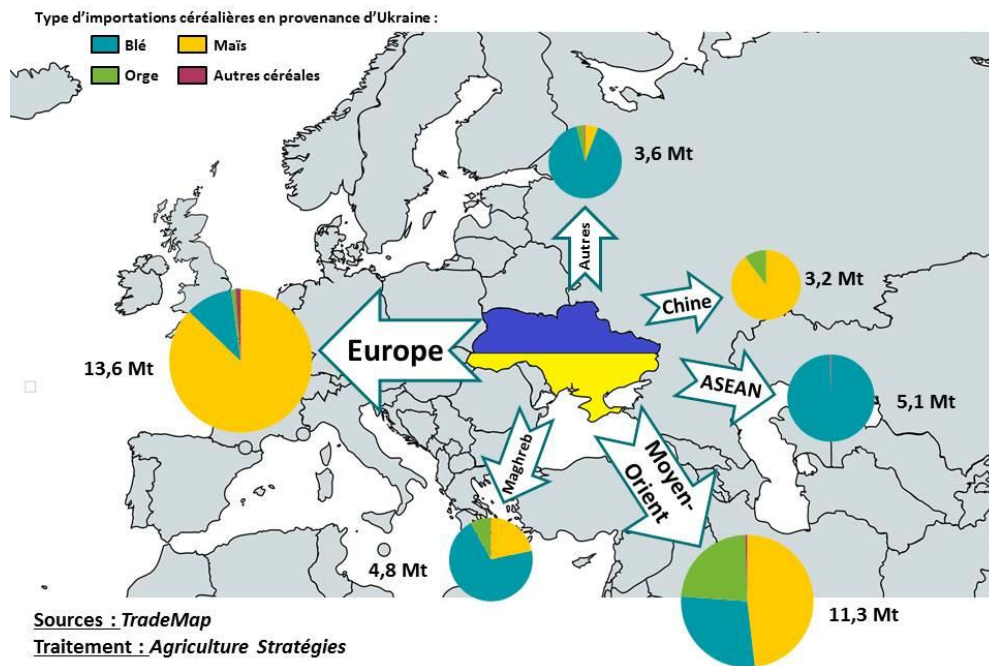 Type d’importations céréalières en provenance d’Ukraine :
Blé
Maïs
Orge
Autres céréales
3,6 Mt
Autres
Chine
3,2 Mt
Europe
13,6 Mt
ASEAN
5,1 Mt
Maghreb
Moyen-
Orient
4,8 Mt
11,3 Mt
Sources : TradeMap
Traitement : Agriculture Stratégies